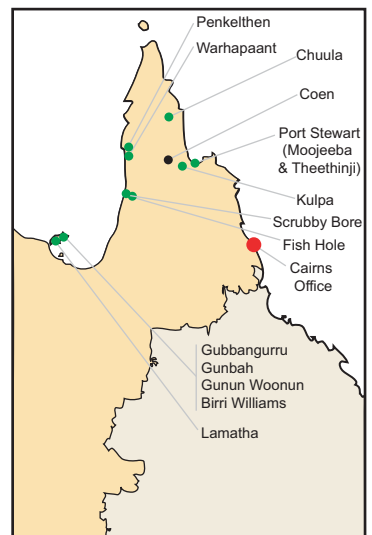 Penkelthen
Warhapaant
Chuula
Coen
Port Stewart
(Moojeeba
& Theethinji)
Kulpa
Scrubby Bore
Fish Hole
Cairns
Office
Gubbangurru
Gunbah
Gunun Woonun
Birri Williams
Lamatha